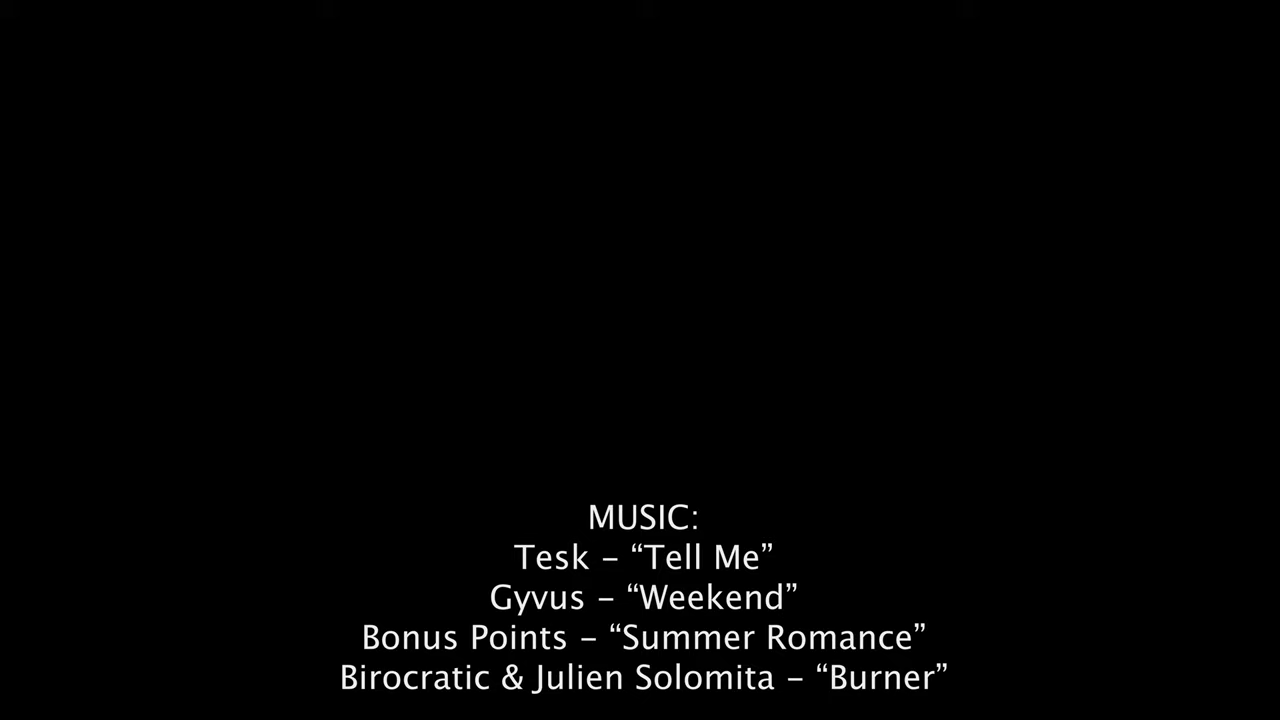 MUSIC:
Tesk – “Tell Me”
Gyvus – “Weekend”
Bonus Points – “Summer Romance”
Birocratic & Julien Solomita – “Burner”